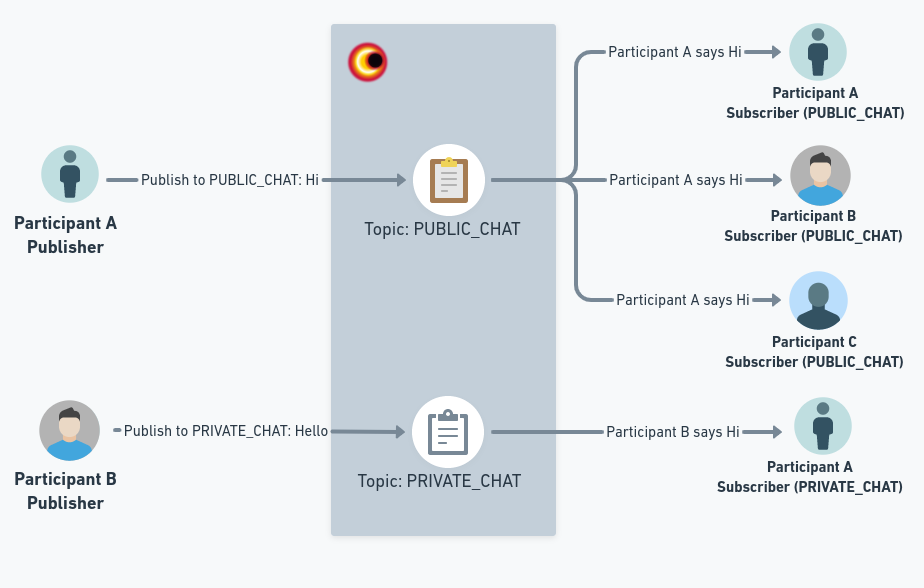 Participant A says Hi
Participant A
Subscriber (PUBLIC_CHAT)
Publish to PUBLIC_CHAT: Hi
Participant A says Hi
Participant A
Publisher
Topic: PUBLIC_CHAT
Participant B
Subscriber (PUBLIC_CHAT)
Participant A says Hi
Participant C
Subscriber (PUBLIC_CHAT)
Publish to PRIVATE_CHAT: Hello
Participant B says Hi
Participant B
Publisher
Topic: PRIVATE_CHAT
Participant A
Subscriber (PRIVATE_CHAT)